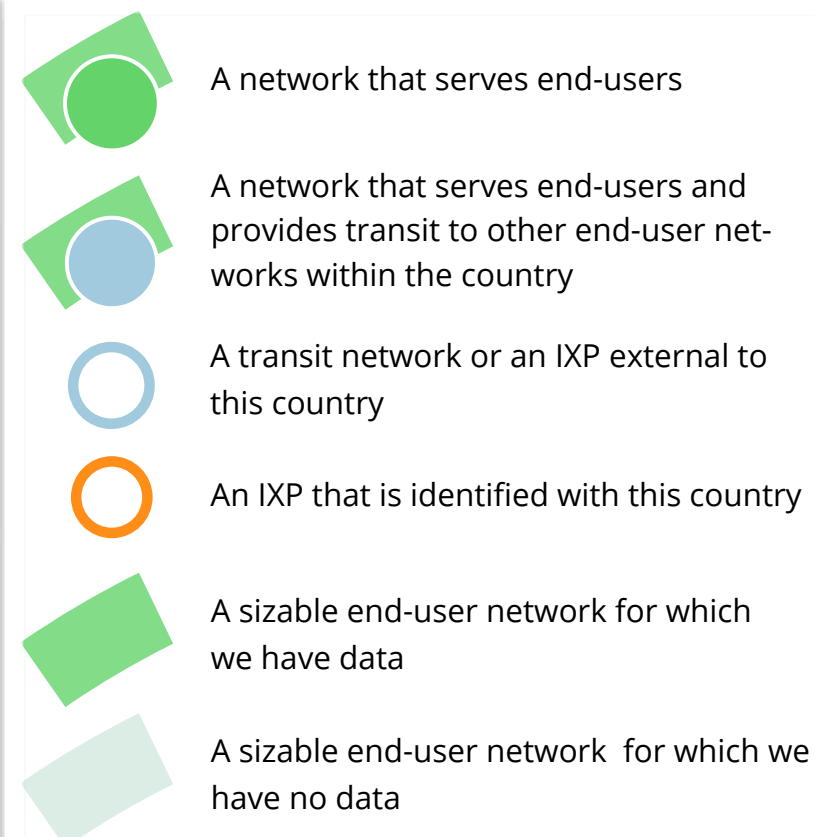 A network that serves end-users
A network that serves end-users and
provides transit to other end-user net-
works within the country
A transit network or an IXP external to
this country
An IXP that is identified with this country
A sizable end-user network for which
we have data
A sizable end-user network  for which we
have no data